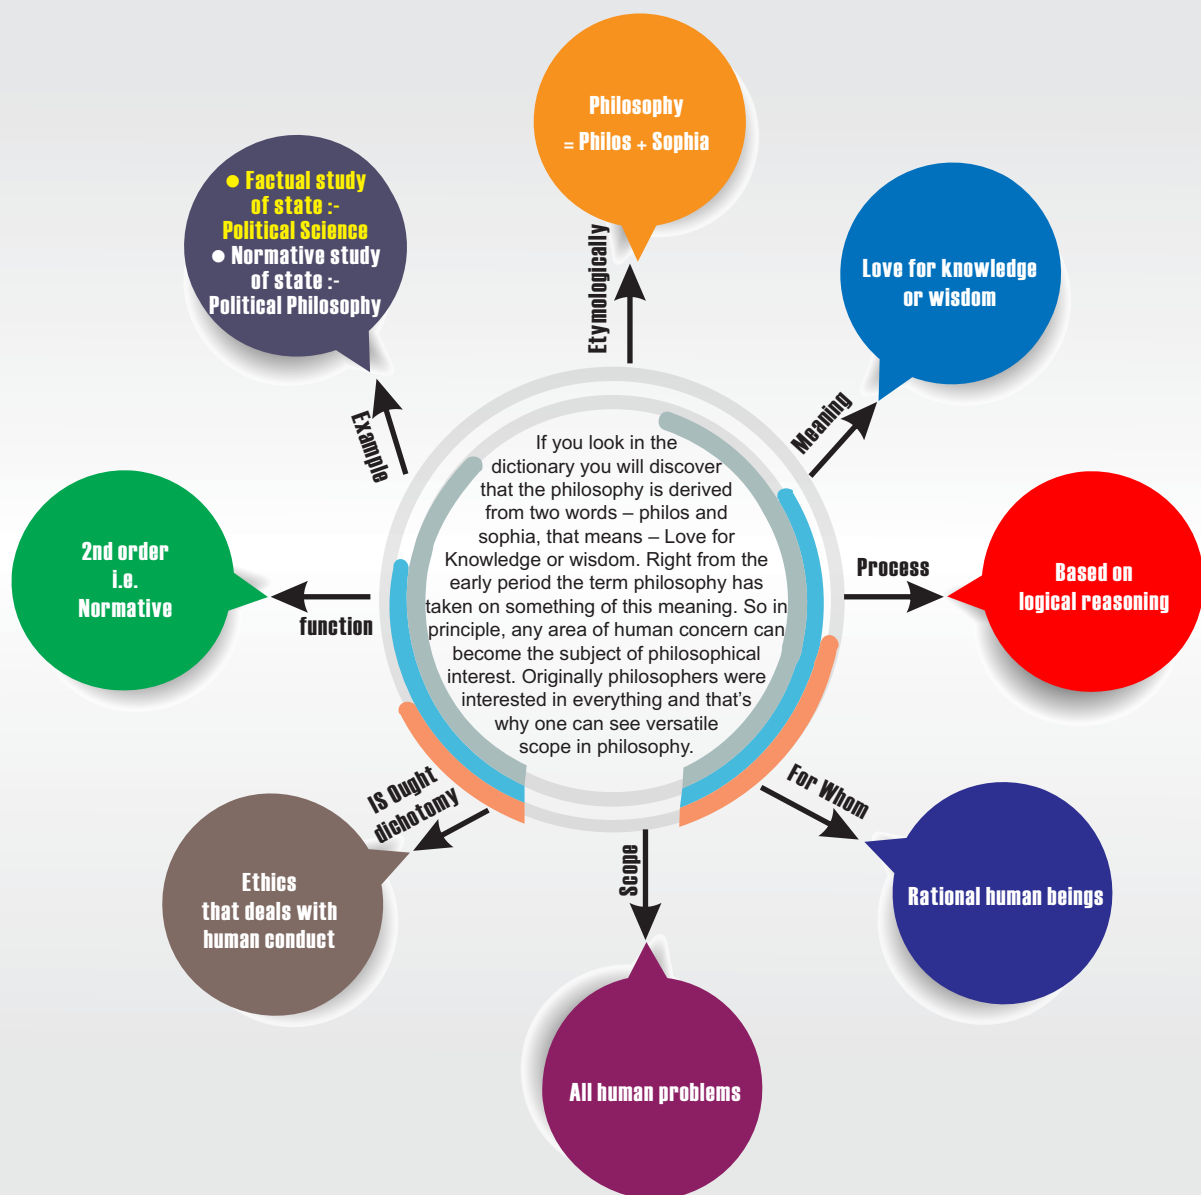 Philosophy
= Philos + Sophia
Etymologically
Love for knowledge
or wisdom
Meaning
Based on
logical reasoning
Process
Rational human beings
For Whom
All human problems
Scope
Ethics
that deals with
human conduct
IS Ought
dichotomy
2nd order
i.e.
Normative
function
● Factual study
of state :-
Political Science
● Normative study
of state :-
Political Philosophy
Example
If you look in the
dictionary you will discover
that the philosophy is derived
from two words – philos and
sophia, that means – Love for
Knowledge or wisdom. Right from the
early period the term philosophy has
taken on something of this meaning. So in
principle, any area of human concern can
become the subject of philosophical
interest. Originally philosophers were
interested in everything and that's
why one can see versatile
scope in philosophy.